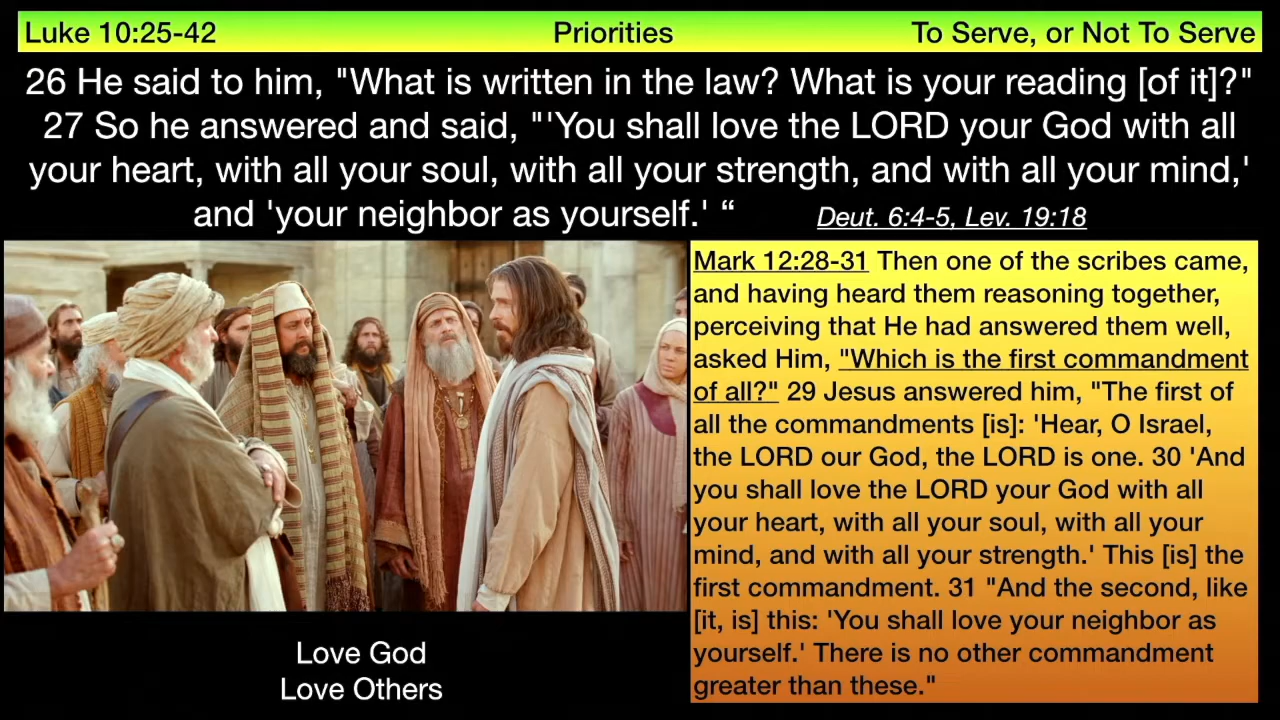 Luke 10:25-42 Priorities To Serve, or Not To Serve
26 He said to him, "What is written in the law? What is your reading [of it]?"
27 So he answered and said, "'You shall love the LORD your God with all
your heart, with all your soul, with all your strength, and with all your mind,'
and 'your neighbor as yourself.' “ Deut. 6:4-5, Lev. 19:18
Mark 12:28-31 Then one of the scribes came,
and having heard them reasoning together,
perceiving that He had answered them well,
asked Him, "Which is the first commandment
of all?" 29 Jesus answered him, "The first of
all the commandments [is]: 'Hear, O Israel,
the LORD our God, the LORD is one. 30 'And
you shall love the LORD your God with all
your heart, with all your soul, with all your
mind, and with all your strength.' This [is] the
first commandment. 31 "And the second, like
[it, is] this: 'You shall love your neighbor as
yourself.' There is no other commandment
greater than these."
Love God
Love Others